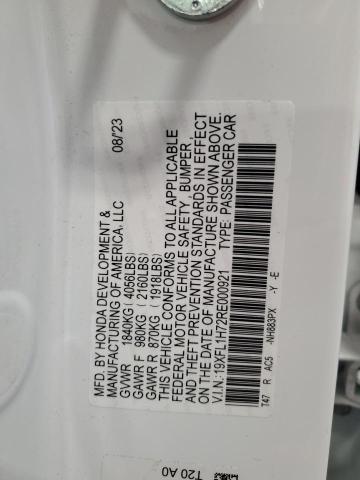 MFD. BY HONDA DEVELOPMENT &
MANUFACTURING OF AMERICA, LLC 08/23
GVWR 1840KG (4056LBS)
GAWR F 980KG (2160LBS)
GAWR R 870KG (1918LBS)
THIS VEHICLE CONFORMS TO ALL APPLICABLE
FEDERAL MOTOR VEHICLE SAFETY, BUMPER,
AND THEFT PREVENTION STANDARDS IN EFFECT
ON THE DATE OF MANUFACTURE SHOWN ABOVE.
V.I.N.: 19XFL1H72RE000921 TYPE: PASSENGER CAR
T47 R AC5 -NH883PX -Y -E
T20 A0